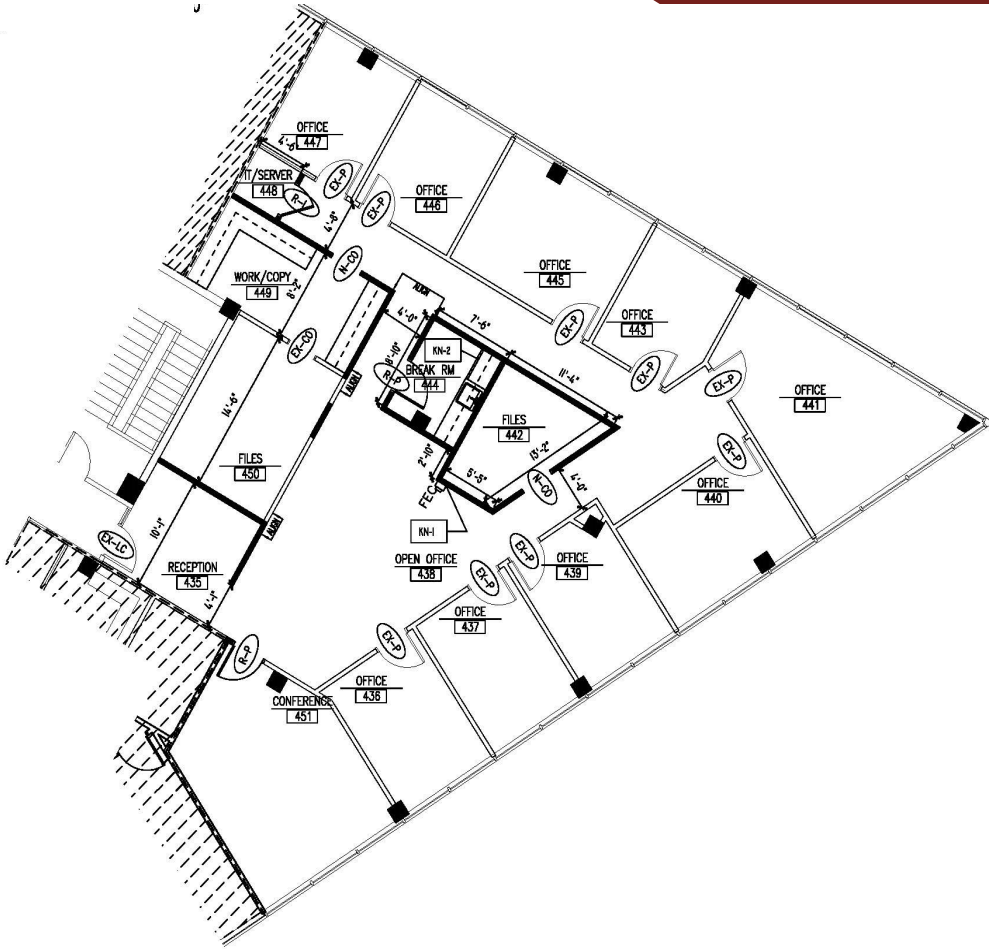 OFFICE
447
4'-6"
IT/SERVER
448
R-L
EX-P
EX-P
4'-8"
OFFICE
446
N-CO
WORK/COPY
449
8'-2"
EX-CO
ALIGN
4'-0"
7'-6"
OFFICE
445
EX-P
OFFICE
443
EX-P
EX-P
OFFICE
441
KN-2
8'-10"
BREAK RM
444
R-P
ALIGN
11'-4"
FILES
442
13'-2"
2'-10"
5'-5"
N-CO
4'-0"
FEC
KN-1
14'-6"
FILES
450
ALIGN
EX-P
OFFICE
440
10'-1"
EX-LC
RECEPTION
435
4'-1"
OPEN OFFICE
438
EX-P
EX-P
OFFICE
439
OFFICE
437
R-P
EX-P
OFFICE
436
CONFERENCE
451